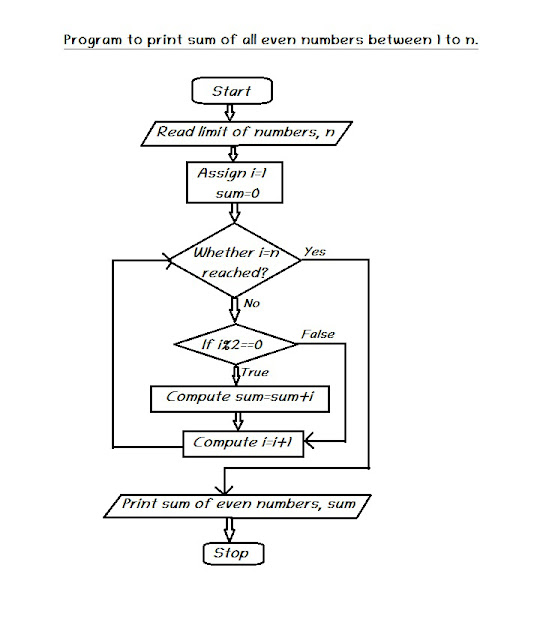 Program to print sum of all even numbers between 1 to n.
Start
Read limit of numbers, n
Assign i=1
sum=0
Whether i=n
reached?
Yes
No
If i%2==0
False
True
Compute sum=sum+i
Compute i=i+1
Print sum of even numbers, sum
Stop